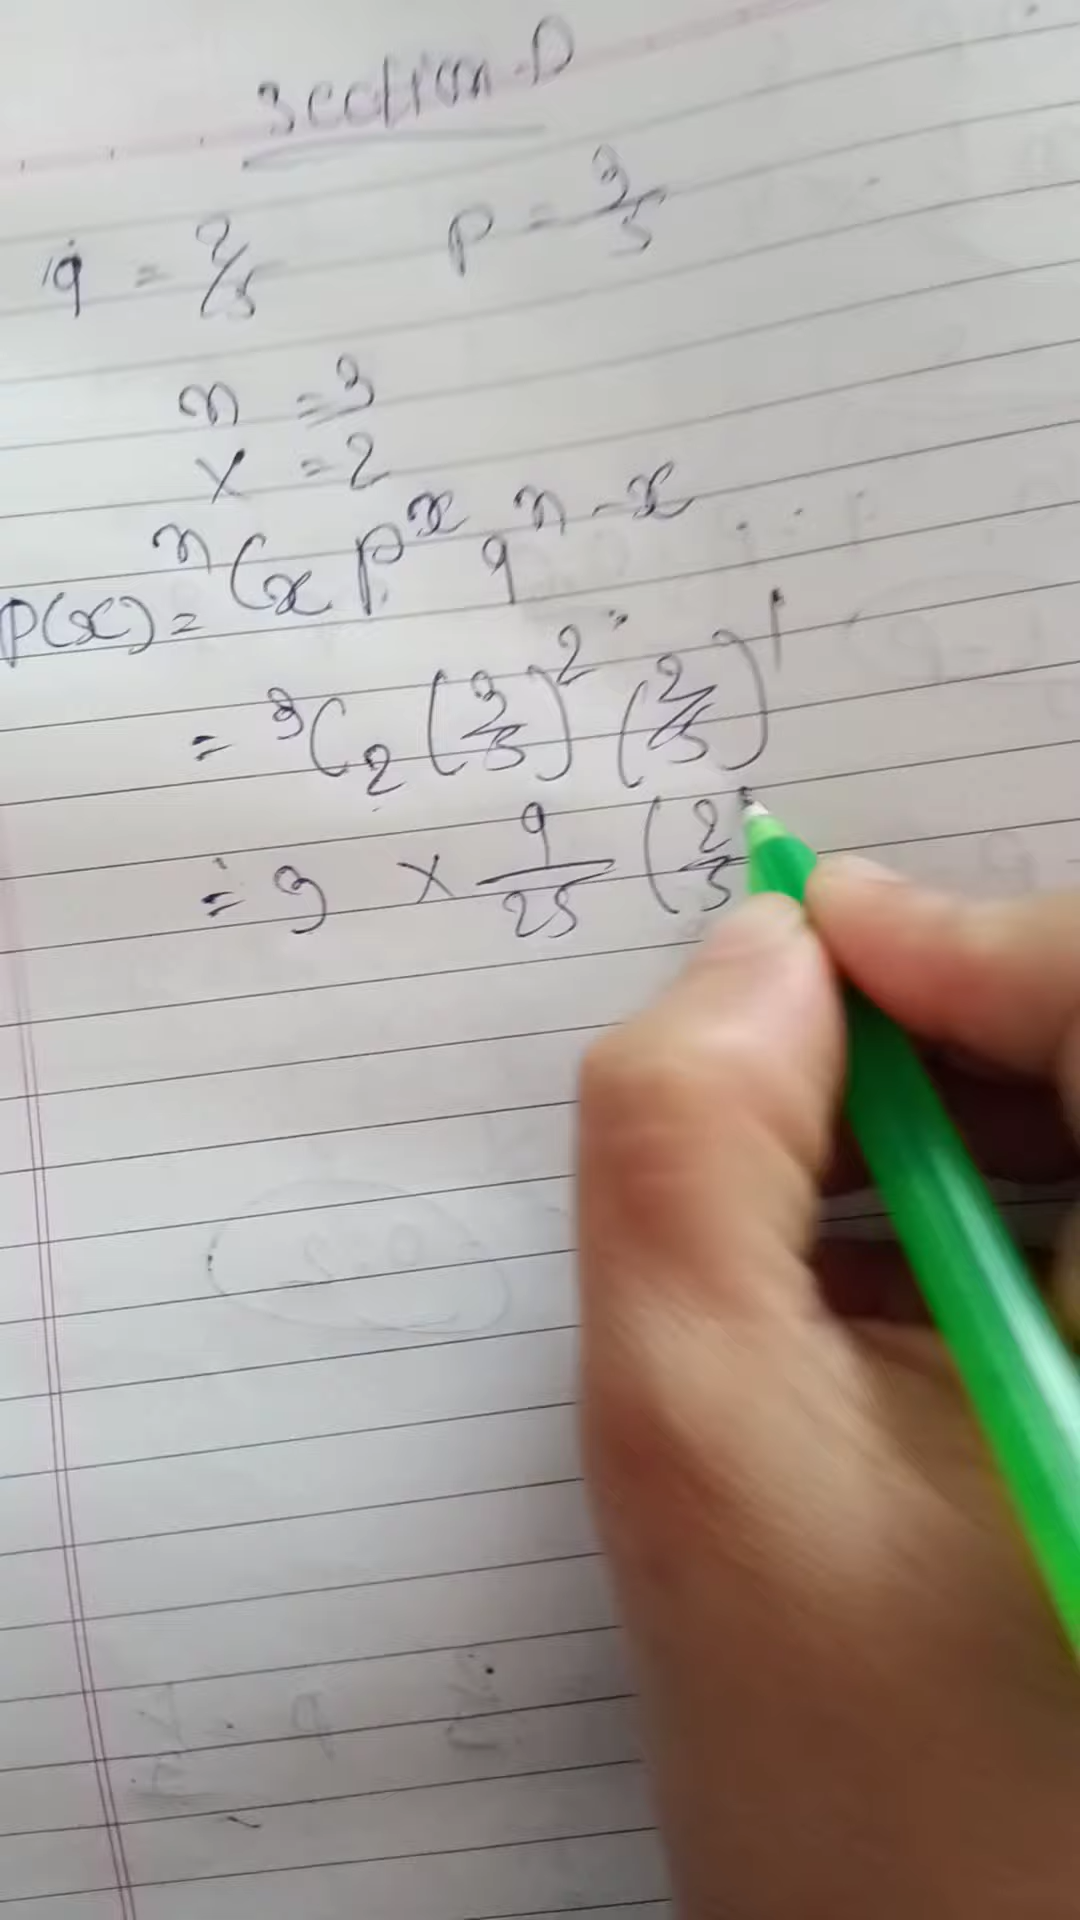 Section-D
q = 2/5 p = 3/5
n = 3
x = 2
P(x) = ⁿCₓ pˣ qⁿ⁻ˣ
= ³C₂ (3/5)² (2/5)¹
= 3 × 9/25 (2/5